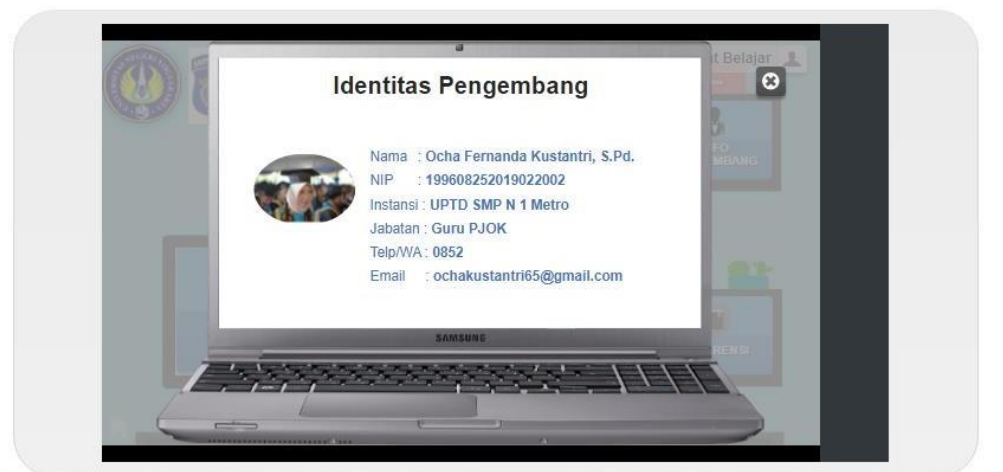 t Belajar
Identitas Pengembang
Nama : Ocha Fernanda Kustantri, S.Pd.
NIP : 199608252019022002
Instansi : UPTD SMP N 1 Metro
Jabatan : Guru PJOK
Telp/WA : 0852
Email : ochakustantri65@gmail.com
SAMSUNG